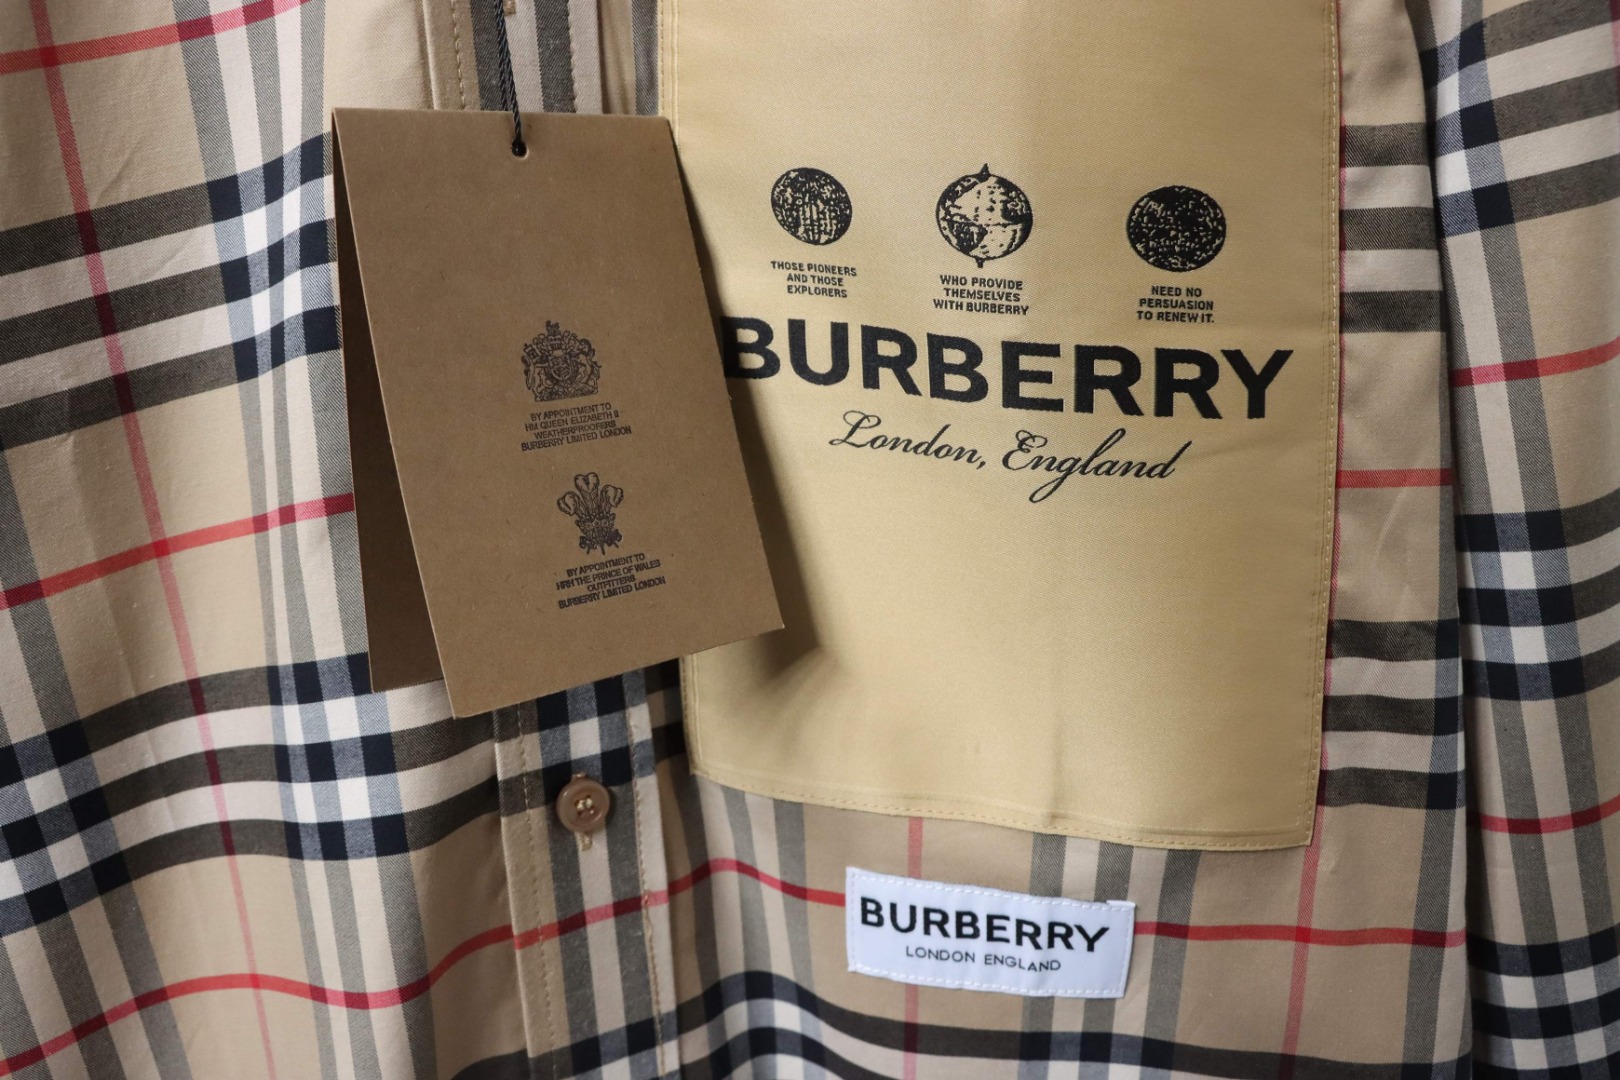 BY APPOINTMENT TO
HM QUEEN ELIZABETH II
WEATHERPROOFERS
BURBERRY LIMITED LONDON
BY APPOINTMENT TO
HRH THE PRINCE OF WALES
OUTFITTERS
BURBERRY LIMITED LONDON
THOSE PIONEERS
AND THOSE
EXPLORERS
WHO PROVIDE
THEMSELVES
WITH BURBERRY
NEED NO
PERSUASION
TO RENEW IT.
BURBERRY
London, England
BURBERRY
LONDON ENGLAND